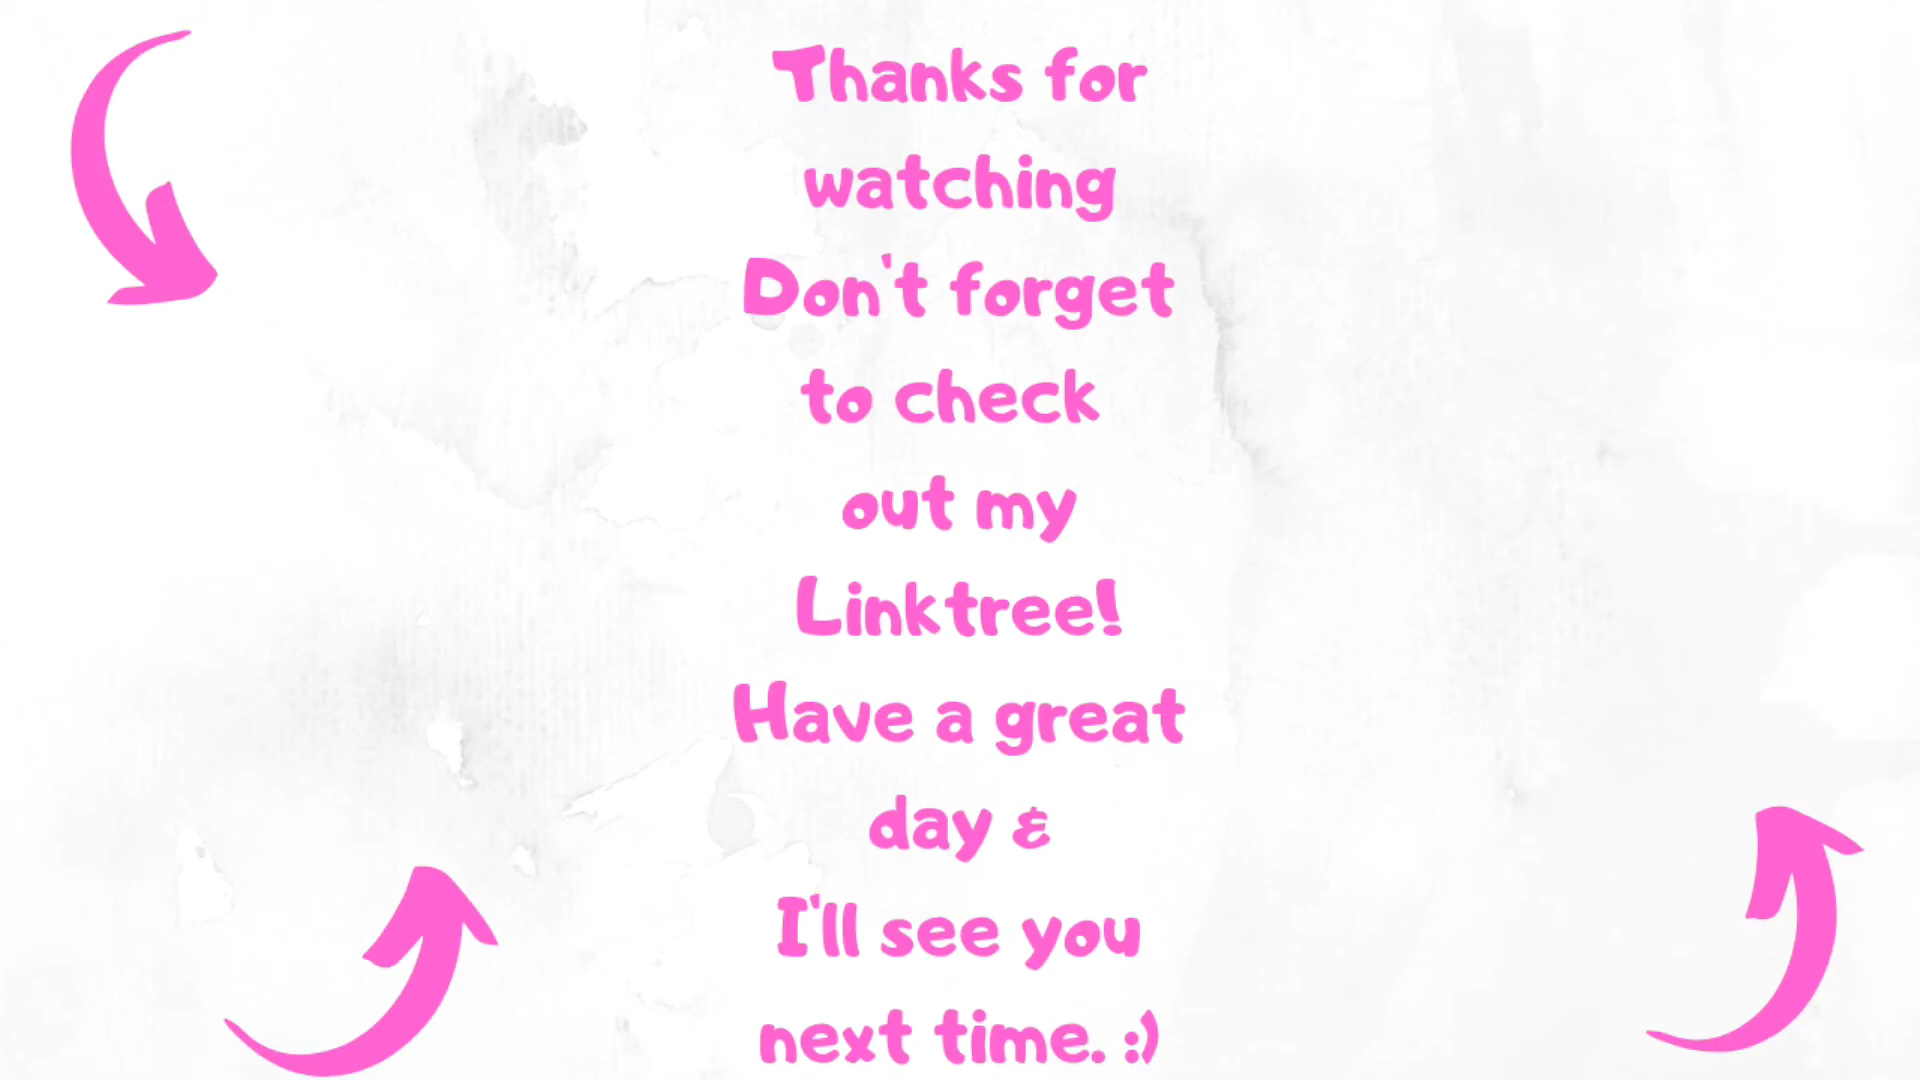 Thanks for
watching
Don't forget
to check
out my
Linktree!
Have a great
day &
I'll see you
next time. :)